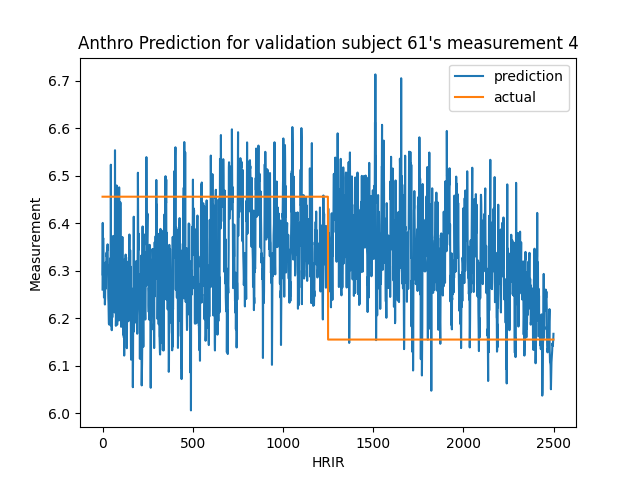 Anthro Prediction for validation subject 61's measurement 4
prediction
actual
6.7
6.6
6.5
6.4
6.3
6.2
6.1
6.0
Measurement
0
500
1000
1500
2000
2500
HRIR